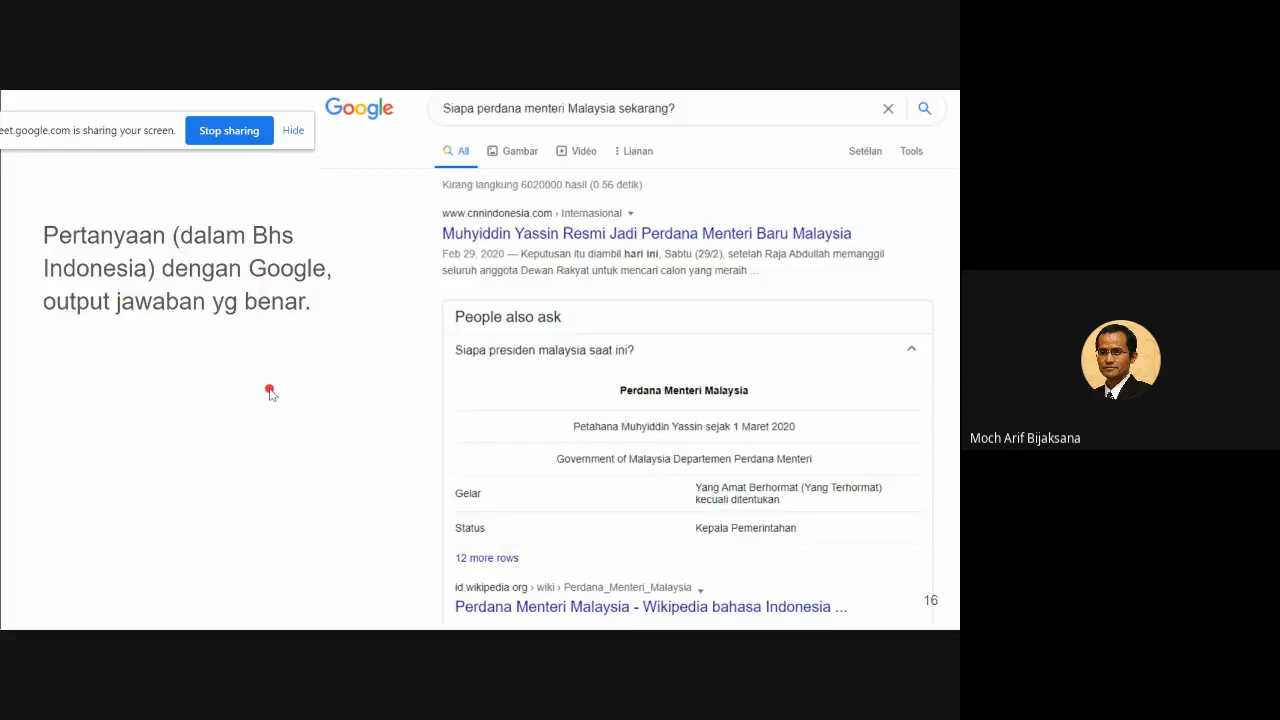 eet.google.com is sharing your screen.
Stop sharing
Hide
Pertanyaan (dalam Bhs
Indonesia) dengan Google,
output jawaban yg benar.
Google
Siapa perdana menteri Malaysia sekarang?
All
Gambar
Vidéo
Lianan
Setélan
Tools
Kirang langkung 6020000 hasil (0.56 detik)
www.cnnindonesia.com › Internasional
Muhyiddin Yassin Resmi Jadi Perdana Menteri Baru Malaysia
Feb 29, 2020 — Keputusan itu diambil hari ini, Sabtu (29/2), setelah Raja Abdullah memanggil
seluruh anggota Dewan Rakyat untuk mencari calon yang meraih ...
People also ask
Siapa presiden malaysia saat ini?
Perdana Menteri Malaysia
Petahana Muhyiddin Yassin sejak 1 Maret 2020
Government of Malaysia Departemen Perdana Menteri
Gelar
Yang Amat Berhormat (Yang Terhormat)
kecuali ditentukan
Status
Kepala Pemerintahan
12 more rows
id.wikipedia.org › wiki › Perdana_Menteri_Malaysia
Perdana Menteri Malaysia - Wikipedia bahasa Indonesia ...
16
Moch Arif Bijaksana